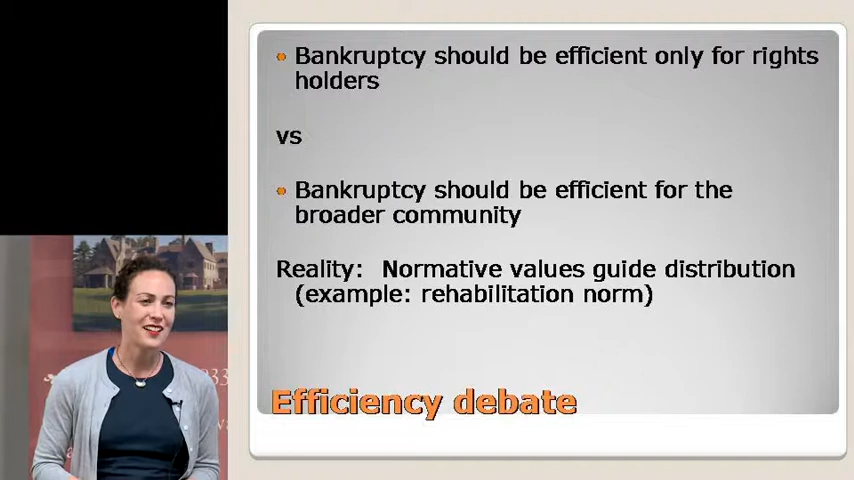 Bankruptcy should be efficient only for rights
holders
vs
Bankruptcy should be efficient for the
broader community
Reality: Normative values guide distribution
(example: rehabilitation norm)
Efficiency debate